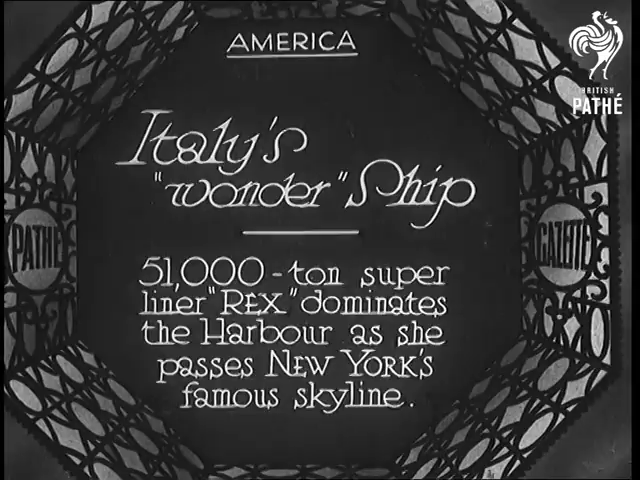 AMERICA
BRITISH
PATHÉ
Italy's
"wonder" Ship
PATHE
GAZETTE
51,000-ton super
liner "REX" dominates
the Harbour as she
passes NEW YORK'S
famous skyline.